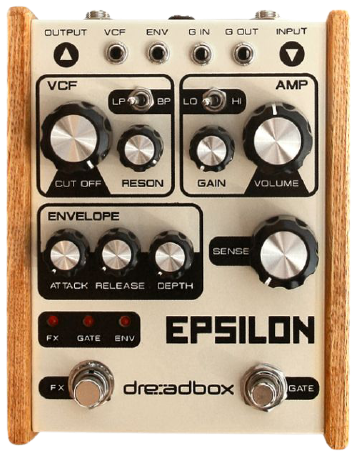 OUTPUT VCF ENV G IN G OUT INPUT
VCF
LP BP
CUT OFF RESON
AMP
LO HI
GAIN VOLUME
ENVELOPE
ATTACK RELEASE DEPTH
SENSE
FX GATE ENV
EPSILON
FX
dreadbox
GATE